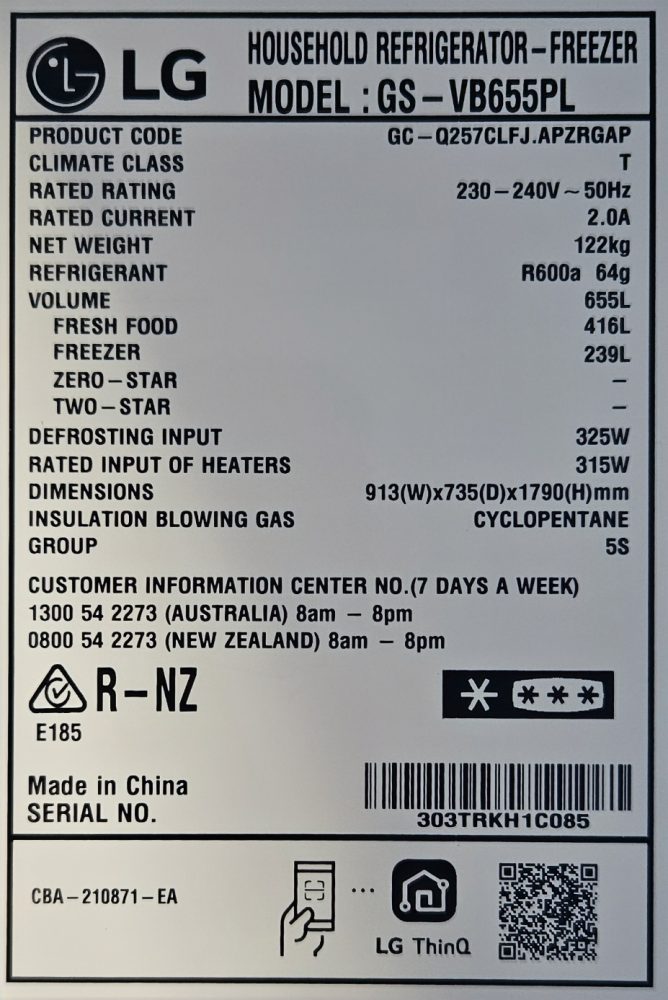 LG
HOUSEHOLD REFRIGERATOR–FREEZER
MODEL : GS–VB655PL
PRODUCT CODE GC–Q257CLFJ.APZRGAP
CLIMATE CLASS T
RATED RATING 230–240V ~ 50Hz
RATED CURRENT 2.0A
NET WEIGHT 122kg
REFRIGERANT R600a 64g
VOLUME 655L
FRESH FOOD 416L
FREEZER 239L
ZERO–STAR –
TWO–STAR –
DEFROSTING INPUT 325W
RATED INPUT OF HEATERS 315W
DIMENSIONS 913(W)x735(D)x1790(H)mm
INSULATION BLOWING GAS CYCLOPENTANE
GROUP 5S
CUSTOMER INFORMATION CENTER NO.(7 DAYS A WEEK)
1300 54 2273 (AUSTRALIA) 8am – 8pm
0800 54 2273 (NEW ZEALAND) 8am – 8pm
R–NZ
E185
Made in China
SERIAL NO.
303TRKH1C085
CBA–210871–EA
LG ThinQ